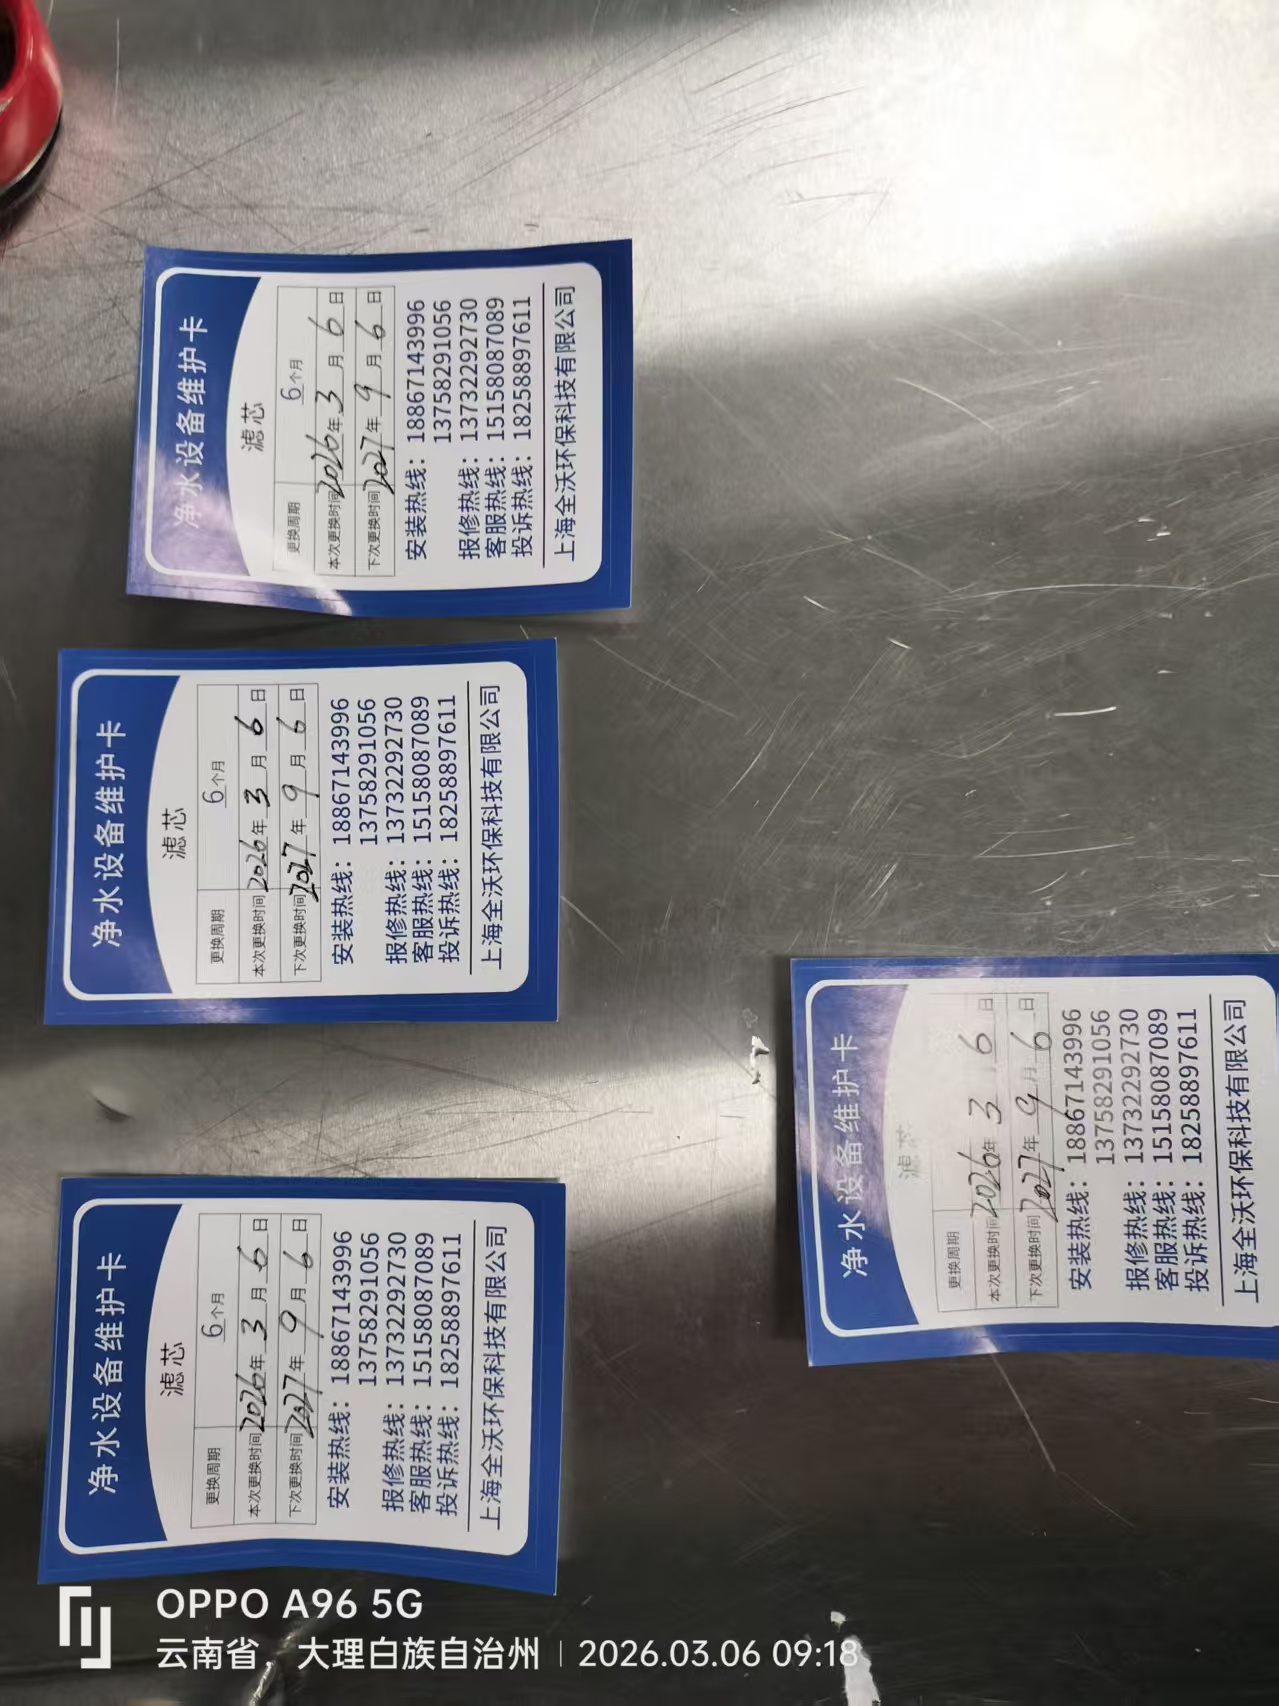 净水设备维护卡
滤芯
更换周期 6个月
本次更换时间 2026年3月6日
下次更换时间 2027年9月6日
安装热线：18867143996
13758291056
报修热线：13732292730
客服热线：15158087089
投诉热线：18258897611
上海全沃环保科技有限公司
净水设备维护卡
滤芯
更换周期 6个月
本次更换时间 2026年3月6日
下次更换时间 2027年9月6日
安装热线：18867143996
13758291056
报修热线：13732292730
客服热线：15158087089
投诉热线：18258897611
上海全沃环保科技有限公司
净水设备维护卡
滤芯
更换周期 6个月
本次更换时间 2026年3月6日
下次更换时间 2027年9月6日
安装热线：18867143996
13758291056
报修热线：13732292730
客服热线：15158087089
投诉热线：18258897611
上海全沃环保科技有限公司
净水设备维护卡
滤芯
更换周期
本次更换时间 2026年3 6日
下次更换时间 2027年9月6日
安装热线：18867143996
13758291056
报修热线：13732292730
客服热线：15158087089
投诉热线：18258897611
上海全沃环保科技有限公司
OPPO A96 5G
云南省，大理白族自治州 | 2026.03.06 09:18